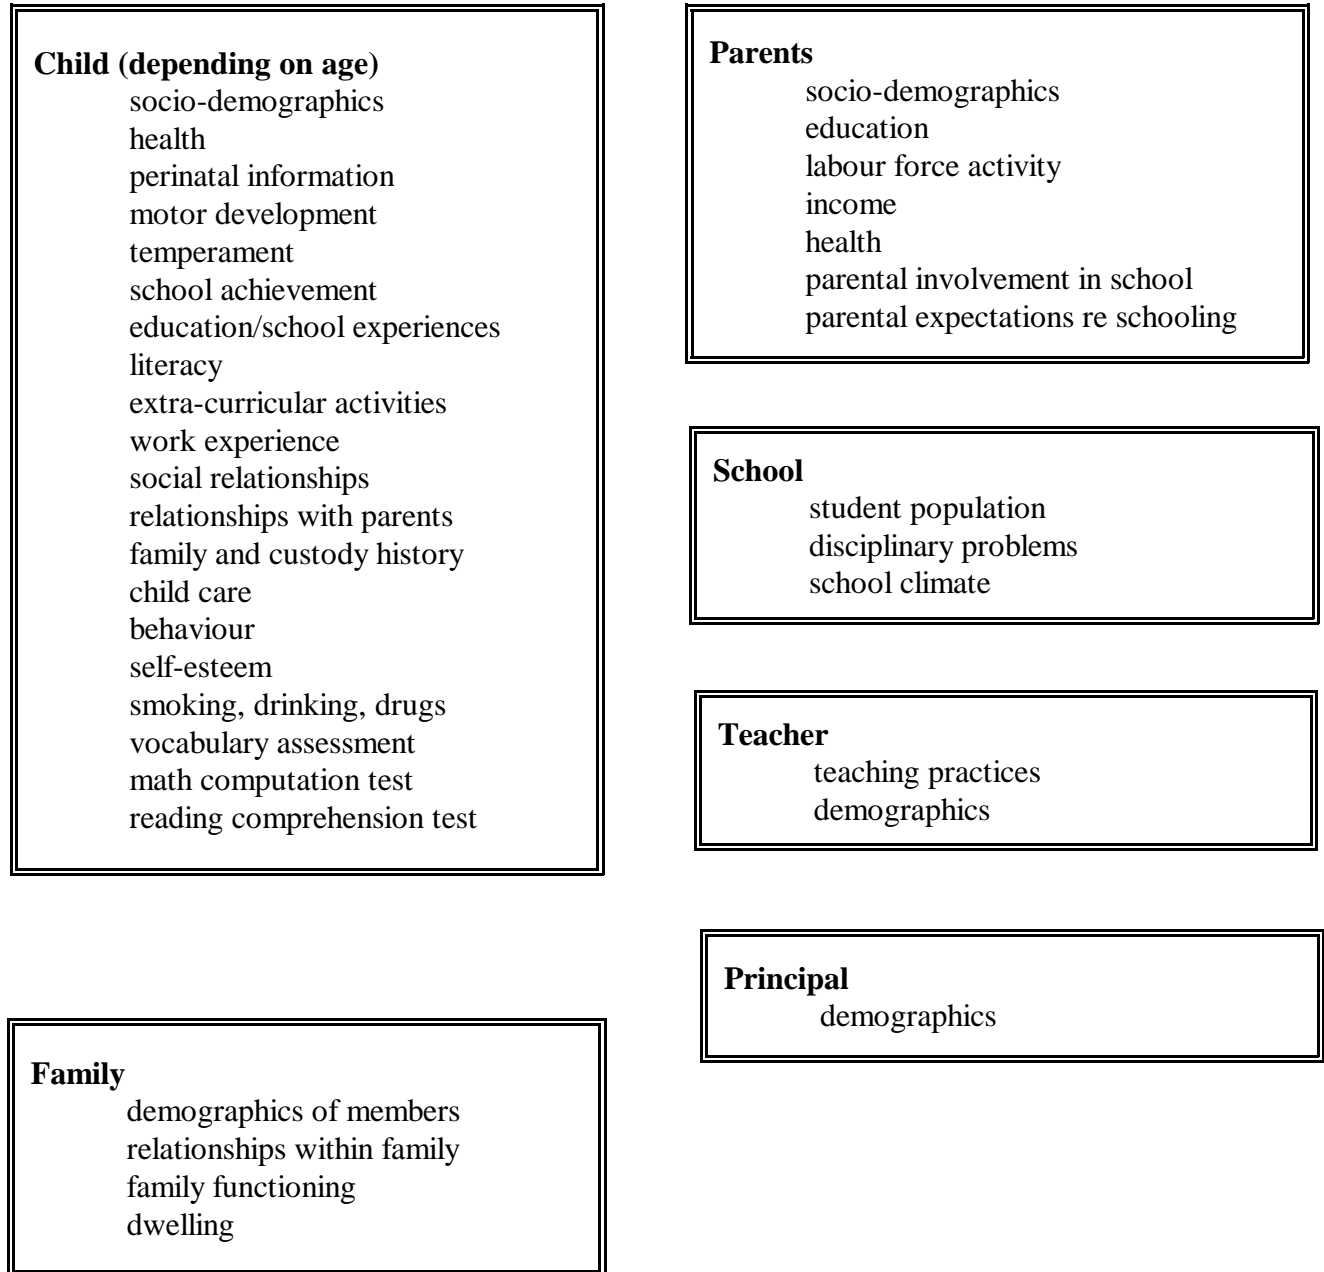 Child (depending on age)
socio-demographics
health
perinatal information
motor development
temperament
school achievement
education/school experiences
literacy
extra-curricular activities
work experience
social relationships
relationships with parents
family and custody history
child care
behaviour
self-esteem
smoking, drinking, drugs
vocabulary assessment
math computation test
reading comprehension test
Family
demographics of members
relationships within family
family functioning
dwelling
Parents
socio-demographics
education
labour force activity
income
health
parental involvement in school
parental expectations re schooling
School
student population
disciplinary problems
school climate
Teacher
teaching practices
demographics
Principal
demographics